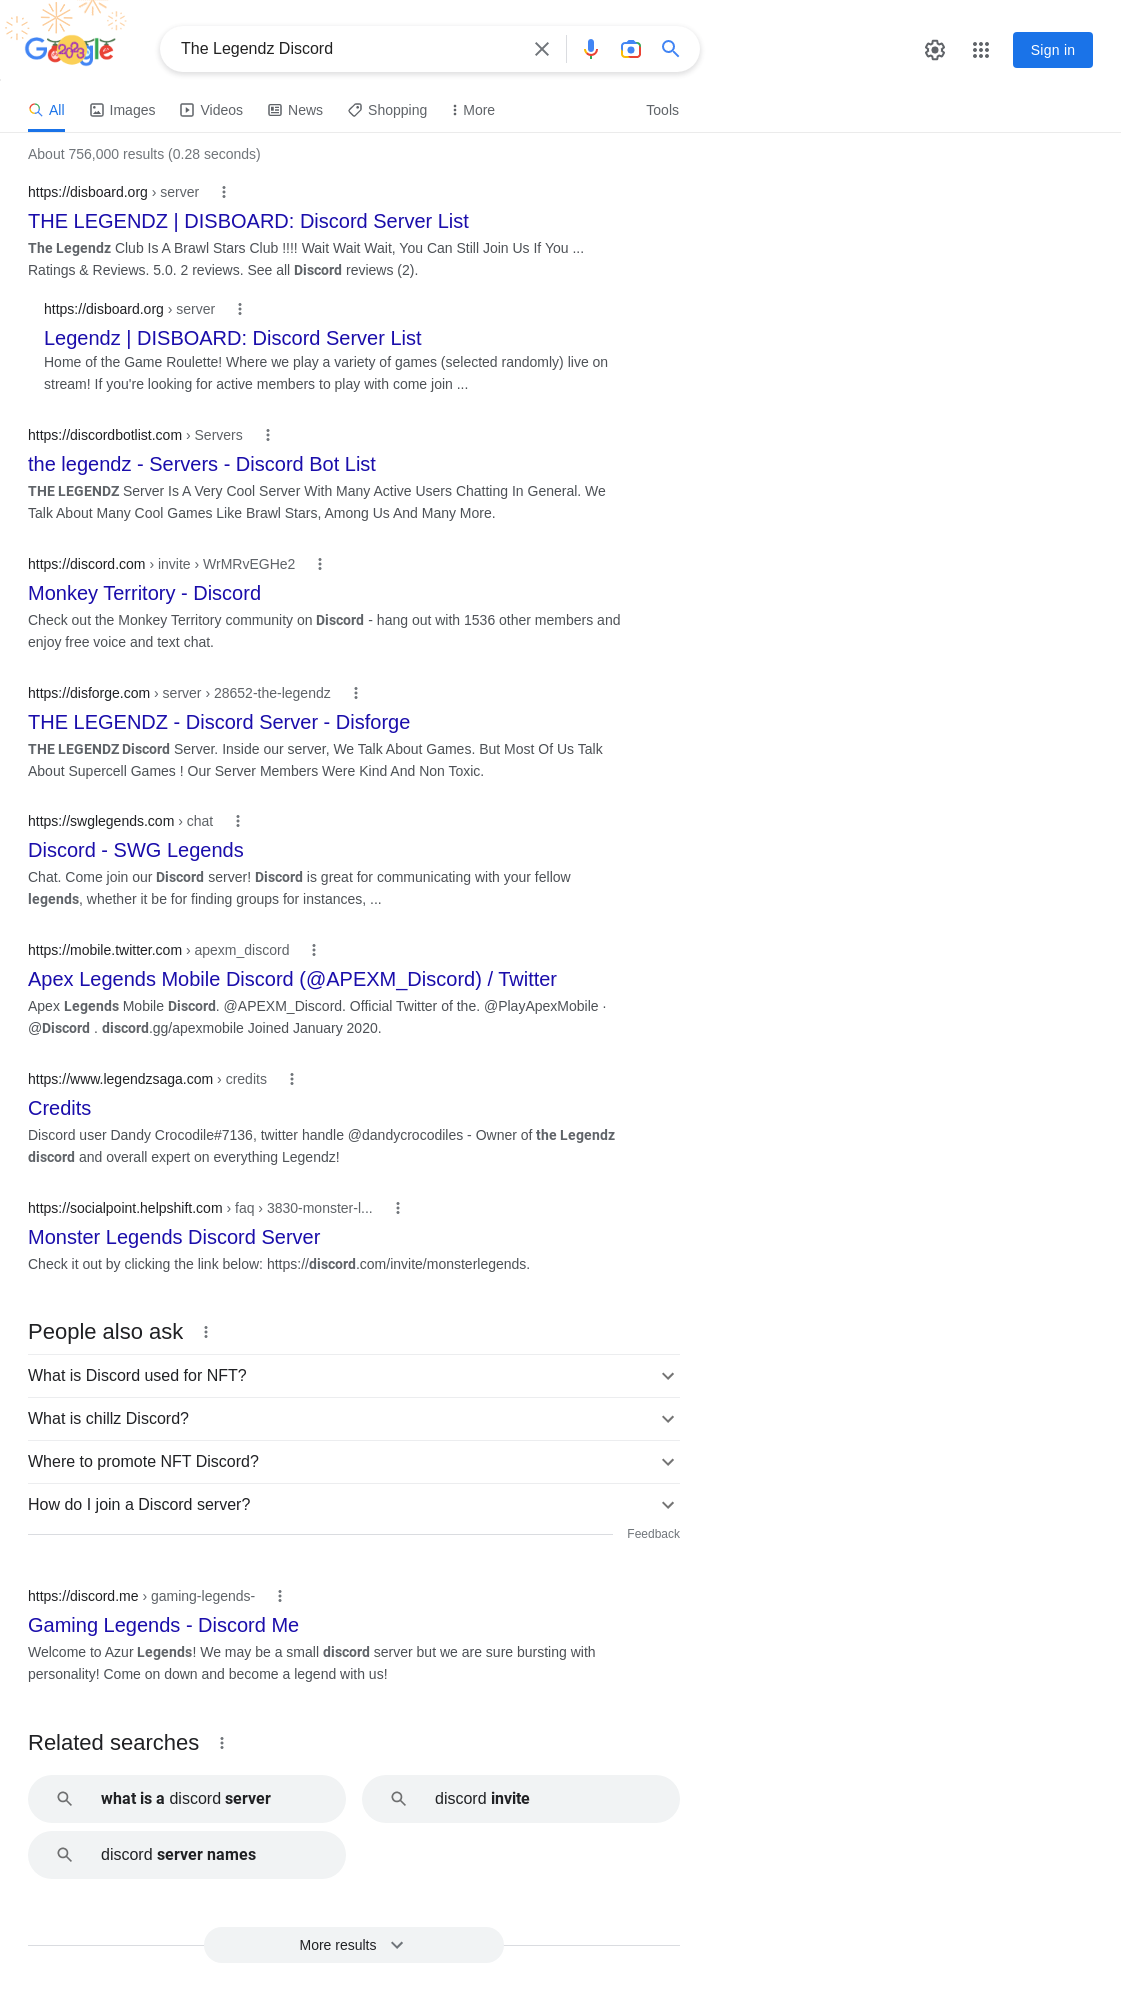 Google
The Legendz Discord
Sign in
All
Images
Videos
News
Shopping
More
Tools
About 756,000 results (0.28 seconds)
https://disboard.org › server
THE LEGENDZ | DISBOARD: Discord Server List
The Legendz Club Is A Brawl Stars Club !!!! Wait Wait Wait, You Can Still Join Us If You ...
Ratings & Reviews. 5.0. 2 reviews. See all Discord reviews (2).
https://disboard.org › server
Legendz | DISBOARD: Discord Server List
Home of the Game Roulette! Where we play a variety of games (selected randomly) live on
stream! If you're looking for active members to play with come join ...
https://discordbotlist.com › Servers
the legendz - Servers - Discord Bot List
THE LEGENDZ Server Is A Very Cool Server With Many Active Users Chatting In General. We
Talk About Many Cool Games Like Brawl Stars, Among Us And Many More.
https://discord.com › invite › WrMRvEGHe2
Monkey Territory - Discord
Check out the Monkey Territory community on Discord - hang out with 1536 other members and
enjoy free voice and text chat.
https://disforge.com › server › 28652-the-legendz
THE LEGENDZ - Discord Server - Disforge
THE LEGENDZ Discord Server. Inside our server, We Talk About Games. But Most Of Us Talk
About Supercell Games ! Our Server Members Were Kind And Non Toxic.
https://swglegends.com › chat
Discord - SWG Legends
Chat. Come join our Discord server! Discord is great for communicating with your fellow
legends, whether it be for finding groups for instances, ...
https://mobile.twitter.com › apexm_discord
Apex Legends Mobile Discord (@APEXM_Discord) / Twitter
Apex Legends Mobile Discord. @APEXM_Discord. Official Twitter of the. @PlayApexMobile ·
@Discord . discord.gg/apexmobile Joined January 2020.
https://www.legendzsaga.com › credits
Credits
Discord user Dandy Crocodile#7136, twitter handle @dandycrocodiles - Owner of the Legendz
discord and overall expert on everything Legendz!
https://socialpoint.helpshift.com › faq › 3830-monster-l...
Monster Legends Discord Server
Check it out by clicking the link below: https://discord.com/invite/monsterlegends.
People also ask
What is Discord used for NFT?
What is chillz Discord?
Where to promote NFT Discord?
How do I join a Discord server?
Feedback
https://discord.me › gaming-legends-
Gaming Legends - Discord Me
Welcome to Azur Legends! We may be a small discord server but we are sure bursting with
personality! Come on down and become a legend with us!
Related searches
what is a discord server
discord invite
discord server names
More results